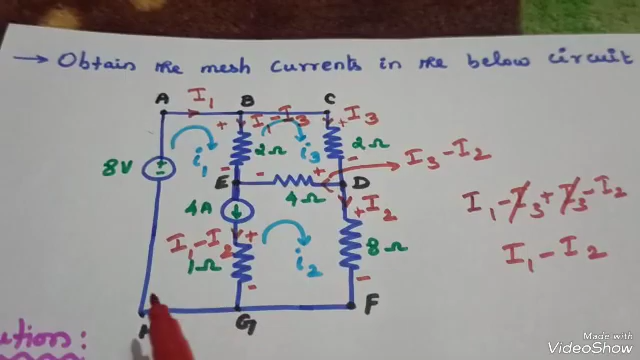 → Obtain the mesh currents in the below circuit
A I₁ B C
I₁-I₃ I₃
8V i₁ 2Ω i₃ 2Ω
I₃-I₂
E 4Ω D
4A I₂
I₁-I₂
1Ω i₂ 8Ω
G F
I₁-I₃+I₃-I₂
I₁-I₂
ution:
Made with
VideoShow